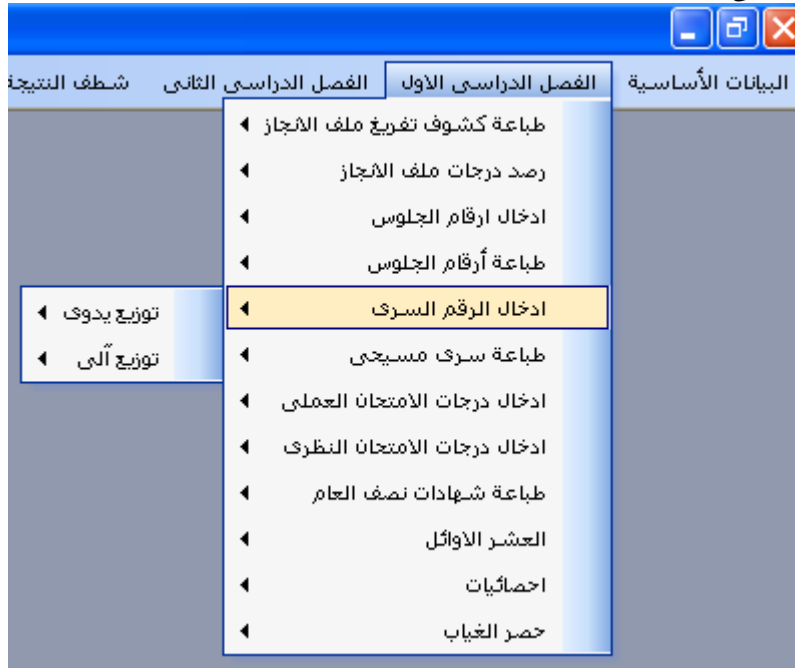 البيانات الأساسية الفصل الدراسى الاول الفصل الدراسى الثانى شطف النتيجة
طباعة كشوف تفريغ ملف الانجاز
رصد درجات ملف الانجاز
ادخال ارقام الجلوس
طباعة أرقام الجلوس
ادخال الرقم السرى
توزيع يدوى
توزيع آلى
طباعة سرى مسيحى
ادخال درجات الامتحان العملى
ادخال درجات الامتحان النظرى
طباعة شهادات نصف العام
العشر الاوائل
احصائيات
حصر الغياب